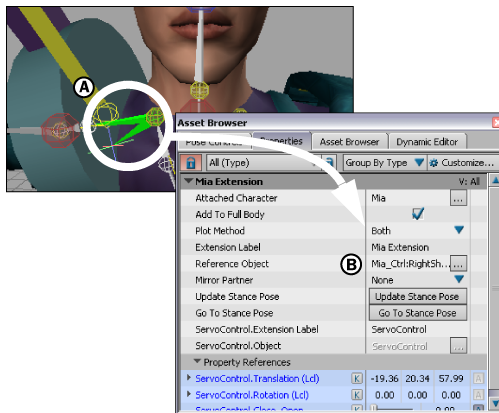 A
Asset Browser
Pose Controls Properties Asset Browser Dynamic Editor
All (Type) Group By Type Customize...
Mia Extension V: All
Attached Character Mia ...
Add To Full Body
Plot Method Both
Extension Label Mia Extension
Reference Object B Mia_Ctrl:RightSh... ...
Mirror Partner None
Update Stance Pose Update Stance Pose
Go To Stance Pose Go To Stance Pose
ServoControl.Extension Label ServoControl
ServoControl.Object ServoControl ...
Property References
ServoControl.Translation (Lcl) K -19.36 20.34 57.99 A
ServoControl.Rotation (Lcl) K 0.00 0.00 0.00 A
ServoControl.Close_Open K 0.00 A